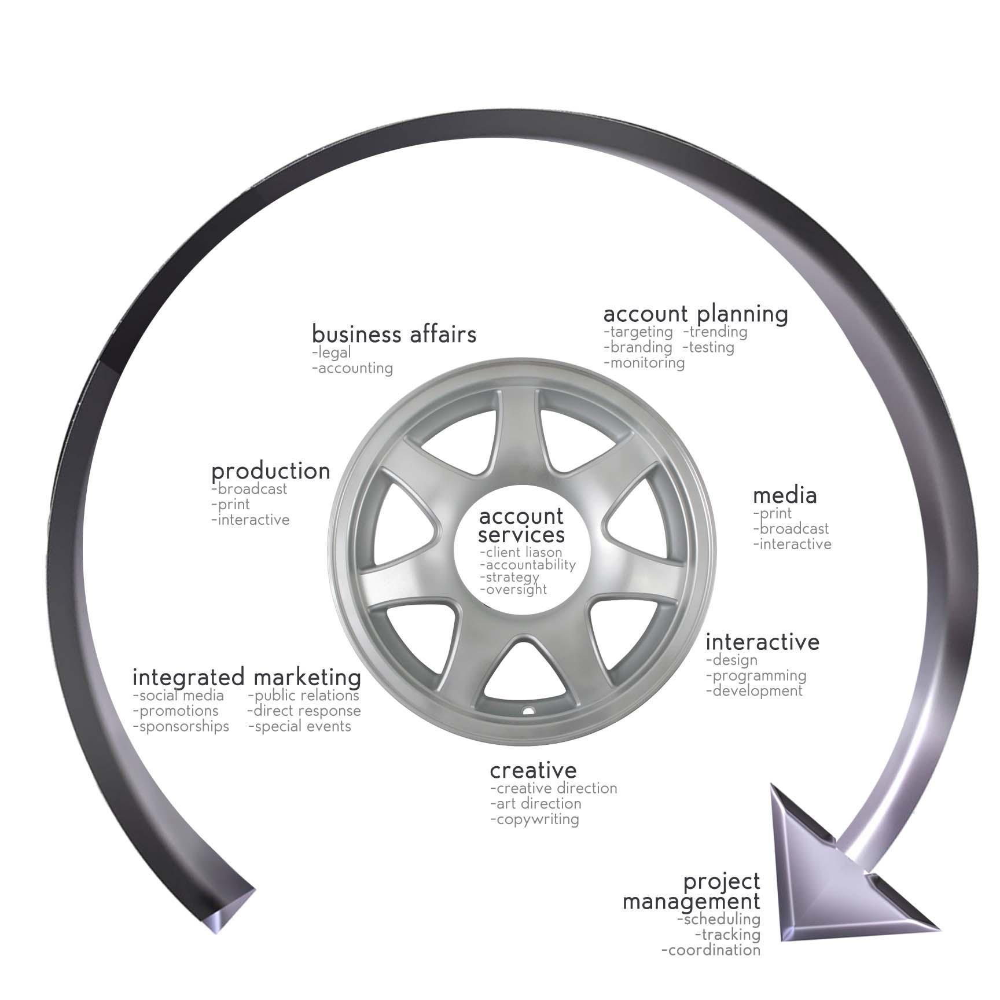 account planning
-targeting -trending
-branding -testing
-monitoring
business affairs
-legal
-accounting
production
-broadcast
-print
-interactive
media
-print
-broadcast
-interactive
account
services
-client liason
-accountability
-strategy
-oversight
interactive
-design
-programming
-development
integrated marketing
-social media -public relations
-promotions -direct response
-sponsorships -special events
creative
-creative direction
-art direction
-copywriting
project
management
-scheduling
-tracking
-coordination